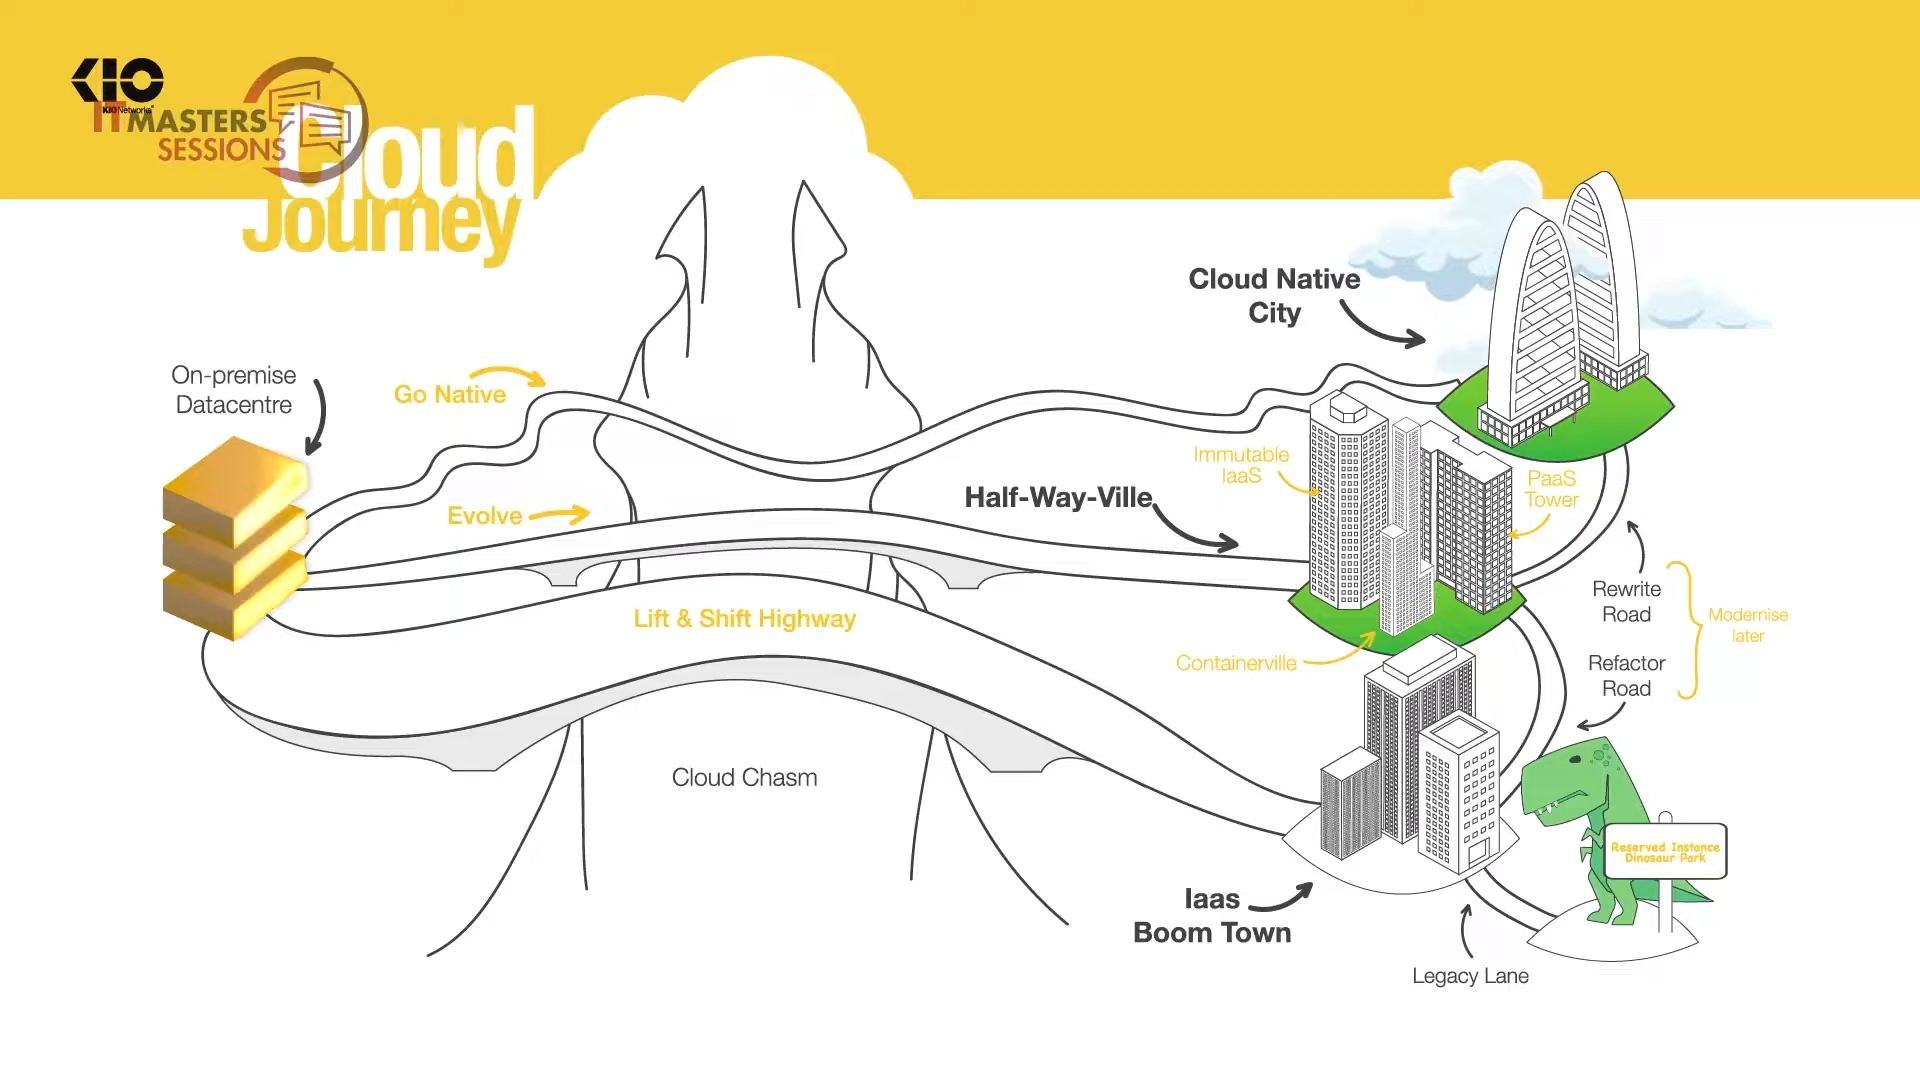 KIO
KIO Networks
IT MASTERS
SESSIONS
Cloud
Journey
On-premise
Datacentre
Go Native
Evolve
Lift & Shift Highway
Cloud Chasm
Cloud Native
City
Half-Way-Ville
Immutable
IaaS
PaaS
Tower
Containerville
Rewrite
Road
Refactor
Road
Modernise
later
Reserved Instance
Dinosaur Park
Iaas
Boom Town
Legacy Lane